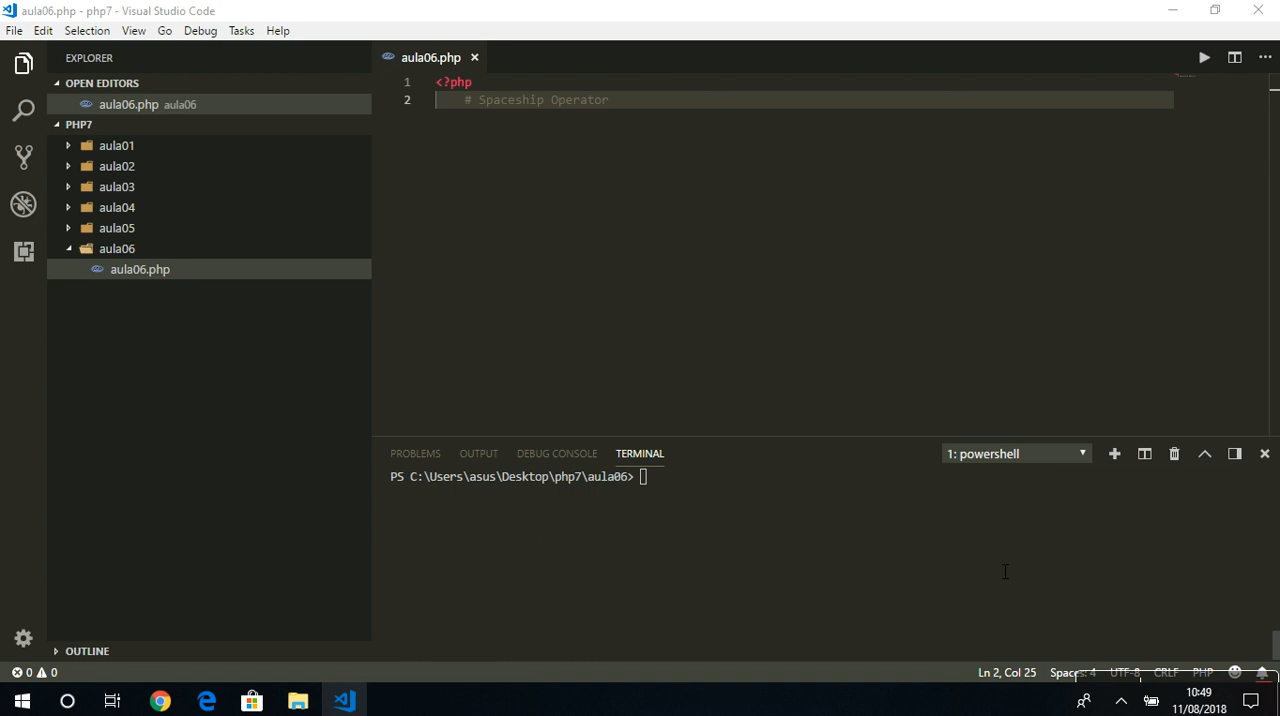 aula06.php - php7 - Visual Studio Code
File Edit Selection View Go Debug Tasks Help
EXPLORER
OPEN EDITORS
aula06.php aula06
PHP7
aula01
aula02
aula03
aula04
aula05
aula06
aula06.php
OUTLINE
aula06.php
1 <?php
2 # Spaceship Operator
PROBLEMS OUTPUT DEBUG CONSOLE TERMINAL 1: powershell
PS C:\Users\asus\Desktop\php7\aula06>
0 0 Ln 2, Col 25 Spaces: 4 UTF-8 CRLF PHP
10:49
11/08/2018